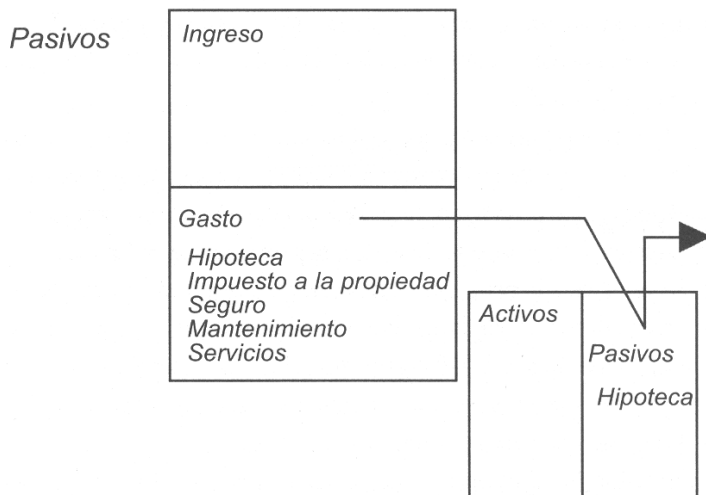 Pasivos
Ingreso
Gasto
Hipoteca
Impuesto a la propiedad
Seguro
Mantenimiento
Servicios
Activos
Pasivos
Hipoteca